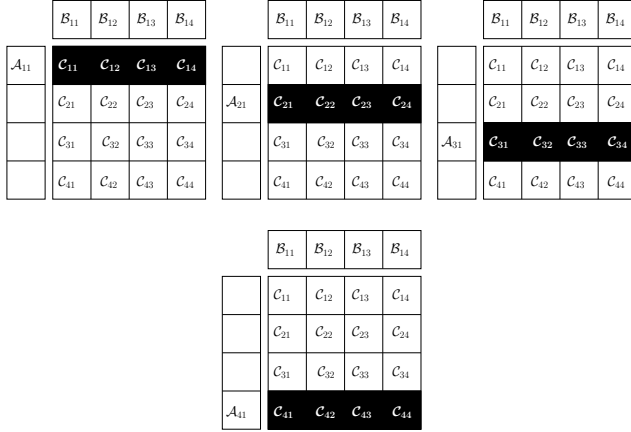 ℬ₁₁ ℬ₁₂ ℬ₁₃ ℬ₁₄
𝒜₁₁ 𝒞₁₁ 𝒞₁₂ 𝒞₁₃ 𝒞₁₄
𝒞₂₁ 𝒞₂₂ 𝒞₂₃ 𝒞₂₄
𝒞₃₁ 𝒞₃₂ 𝒞₃₃ 𝒞₃₄
𝒞₄₁ 𝒞₄₂ 𝒞₄₃ 𝒞₄₄
ℬ₁₁ ℬ₁₂ ℬ₁₃ ℬ₁₄
𝒞₁₁ 𝒞₁₂ 𝒞₁₃ 𝒞₁₄
𝒜₂₁ 𝒞₂₁ 𝒞₂₂ 𝒞₂₃ 𝒞₂₄
𝒞₃₁ 𝒞₃₂ 𝒞₃₃ 𝒞₃₄
𝒞₄₁ 𝒞₄₂ 𝒞₄₃ 𝒞₄₄
ℬ₁₁ ℬ₁₂ ℬ₁₃ ℬ₁₄
𝒞₁₁ 𝒞₁₂ 𝒞₁₃ 𝒞₁₄
𝒞₂₁ 𝒞₂₂ 𝒞₂₃ 𝒞₂₄
𝒜₃₁ 𝒞₃₁ 𝒞₃₂ 𝒞₃₃ 𝒞₃₄
𝒞₄₁ 𝒞₄₂ 𝒞₄₃ 𝒞₄₄
ℬ₁₁ ℬ₁₂ ℬ₁₃ ℬ₁₄
𝒞₁₁ 𝒞₁₂ 𝒞₁₃ 𝒞₁₄
𝒞₂₁ 𝒞₂₂ 𝒞₂₃ 𝒞₂₄
𝒞₃₁ 𝒞₃₂ 𝒞₃₃ 𝒞₃₄
𝒜₄₁ 𝒞₄₁ 𝒞₄₂ 𝒞₄₃ 𝒞₄₄